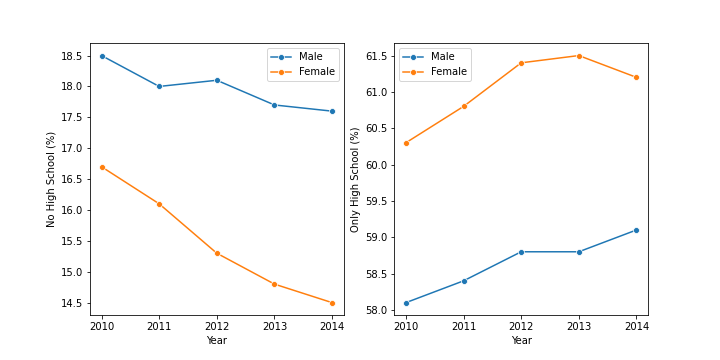 No High School (%)
18.5
18.0
17.5
17.0
16.5
16.0
15.5
15.0
14.5
Male
Female
2010 2011 2012 2013 2014
Year
Only High School (%)
61.5
61.0
60.5
60.0
59.5
59.0
58.5
58.0
Male
Female
2010 2011 2012 2013 2014
Year